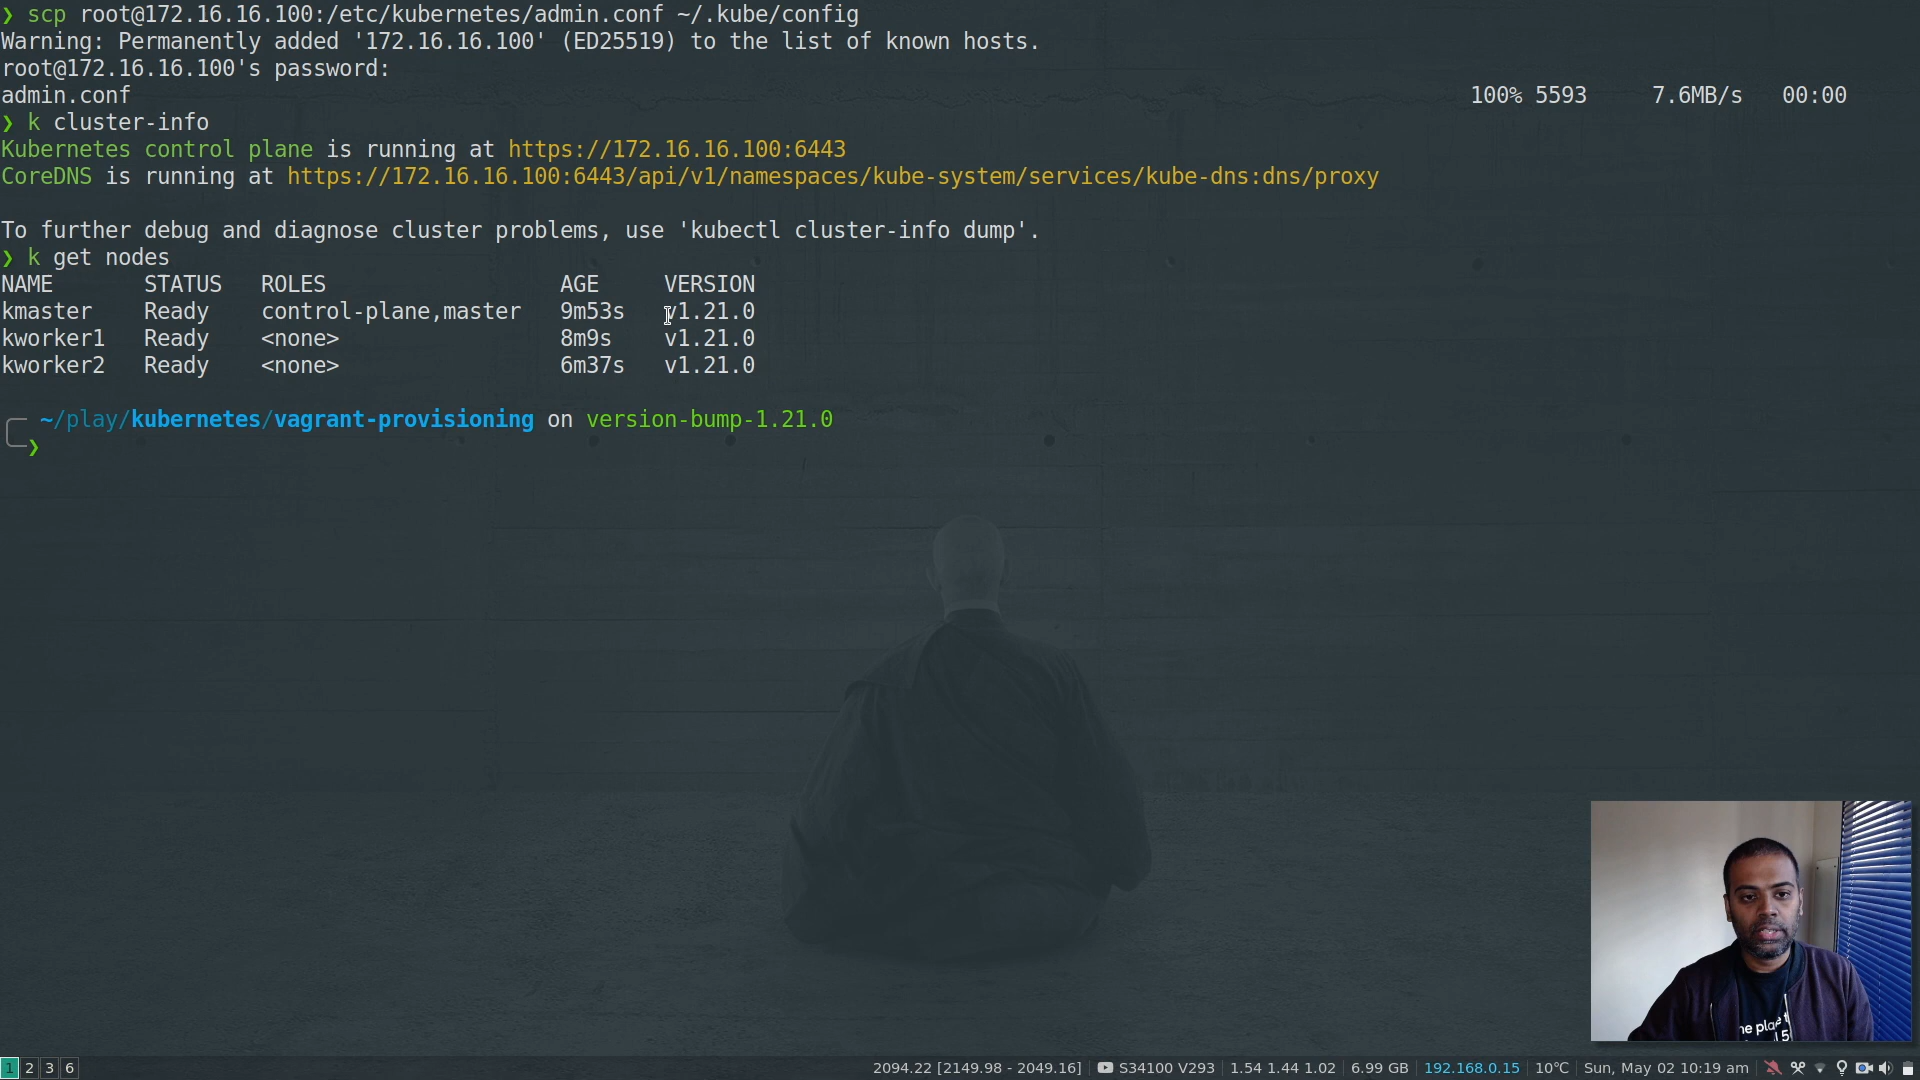 ❯ scp root@172.16.16.100:/etc/kubernetes/admin.conf ~/.kube/config
Warning: Permanently added '172.16.16.100' (ED25519) to the list of known hosts.
root@172.16.16.100's password:
admin.conf 100% 5593 7.6MB/s 00:00
❯ k cluster-info
Kubernetes control plane is running at https://172.16.16.100:6443
CoreDNS is running at https://172.16.16.100:6443/api/v1/namespaces/kube-system/services/kube-dns:dns/proxy
To further debug and diagnose cluster problems, use 'kubectl cluster-info dump'.
❯ k get nodes
NAME STATUS ROLES AGE VERSION
kmaster Ready control-plane,master 9m53s v1.21.0
kworker1 Ready <none> 8m9s v1.21.0
kworker2 Ready <none> 6m37s v1.21.0
~/play/kubernetes/vagrant-provisioning on version-bump-1.21.0
❯
1 2 3 6 2094.22 [2149.98 - 2049.16] S34100 V293 1.54 1.44 1.02 6.99 GB 192.168.0.15 10°C Sun, May 02 10:19 am